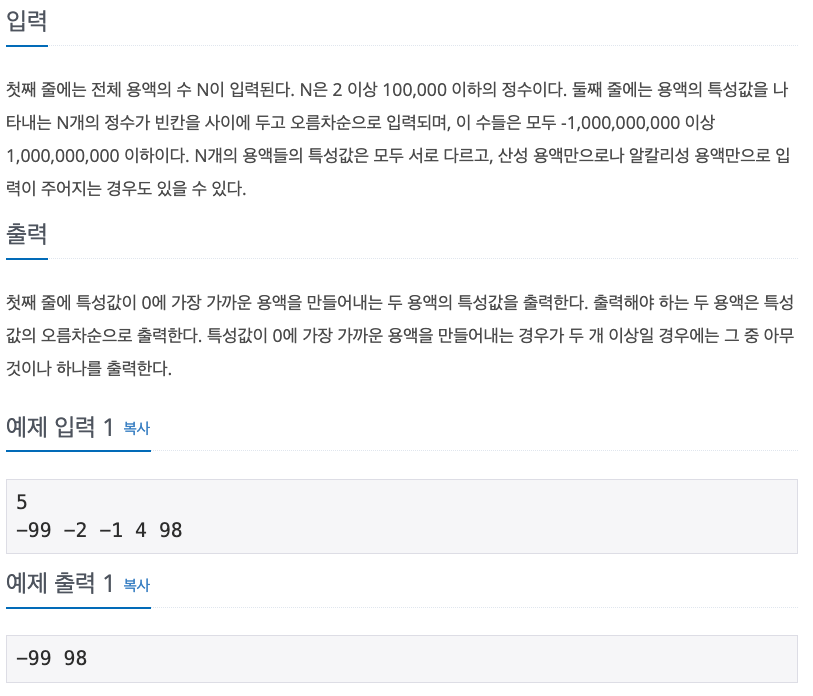 입력
첫째 줄에는 전체 용액의 수 N이 입력된다. N은 2 이상 100,000 이하의 정수이다. 둘째 줄에는 용액의 특성값을 나
타내는 N개의 정수가 빈칸을 사이에 두고 오름차순으로 입력되며, 이 수들은 모두 -1,000,000,000 이상
1,000,000,000 이하이다. N개의 용액들의 특성값은 모두 서로 다르고, 산성 용액만으로나 알칼리성 용액만으로 입
력이 주어지는 경우도 있을 수 있다.
출력
첫째 줄에 특성값이 0에 가장 가까운 용액을 만들어내는 두 용액의 특성값을 출력한다. 출력해야 하는 두 용액은 특성
값의 오름차순으로 출력한다. 특성값이 0에 가장 가까운 용액을 만들어내는 경우가 두 개 이상일 경우에는 그 중 아무
것이나 하나를 출력한다.
예제 입력 1 복사
5
-99 -2 -1 4 98
예제 출력 1 복사
-99 98